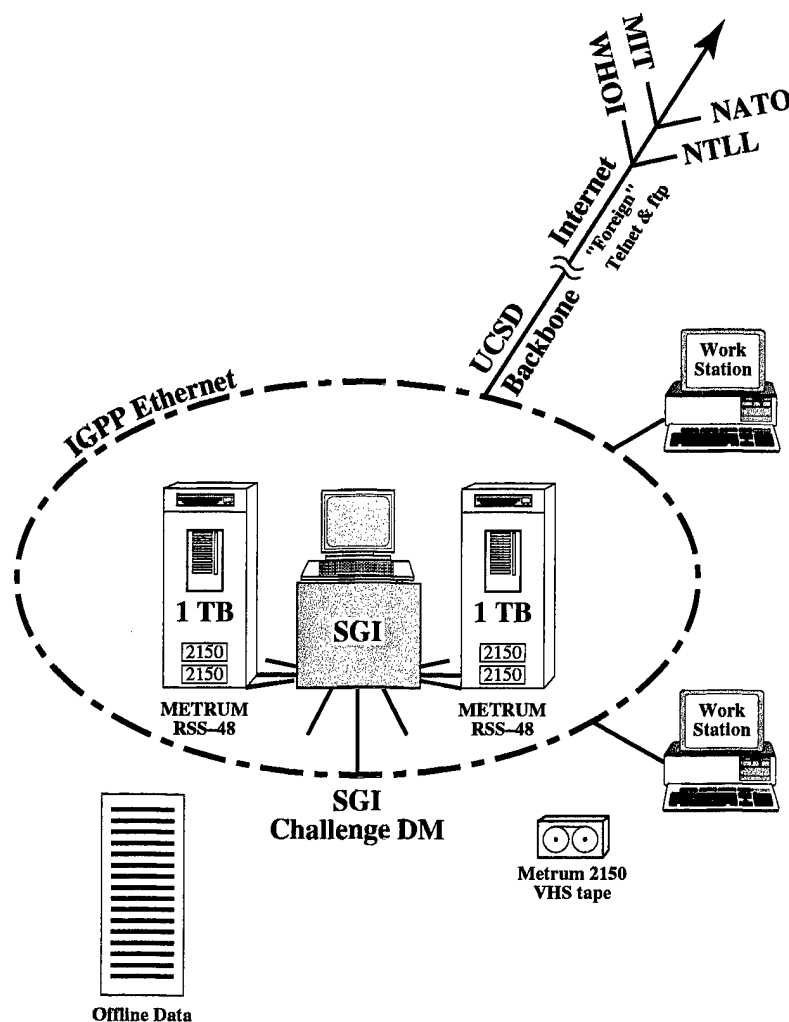 WHOI
MIT
NATO
NTLL
Internet
"Foreign"
Telnet & ftp
UCSD
Backbone
IGPP Ethernet
Work
Station
1 TB
SGI
1 TB
2150
2150
2150
2150
METRUM
RSS–48
METRUM
RSS–48
Work
Station
SGI
Challenge DM
Metrum 2150
VHS tape
Offline Data